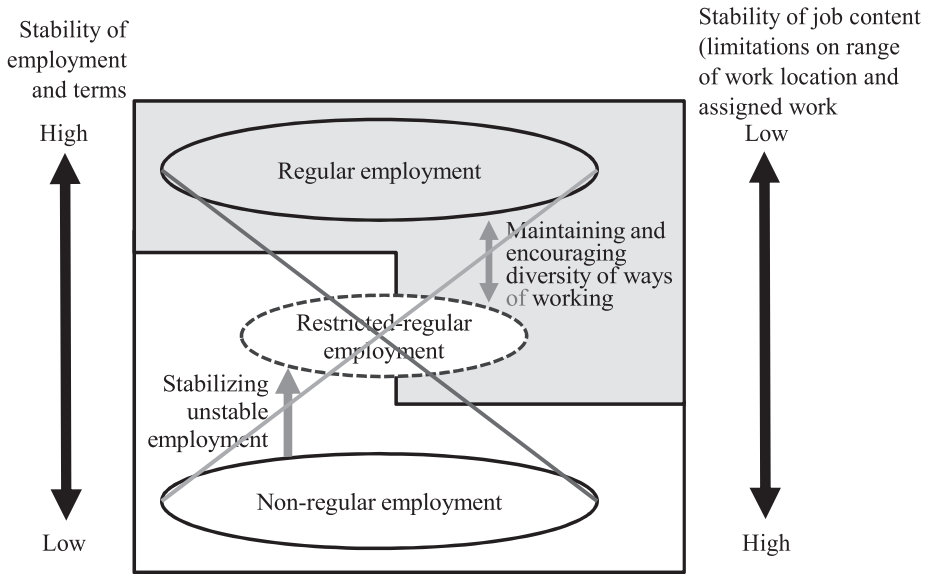 Stability of
employment
and terms
High
Low
Stability of job content
(limitations on range
of work location and
assigned work
Low
High
Regular employment
Maintaining and
encouraging
diversity of ways
of working
Restricted-regular
employment
Stabilizing
unstable
employment
Non-regular employment